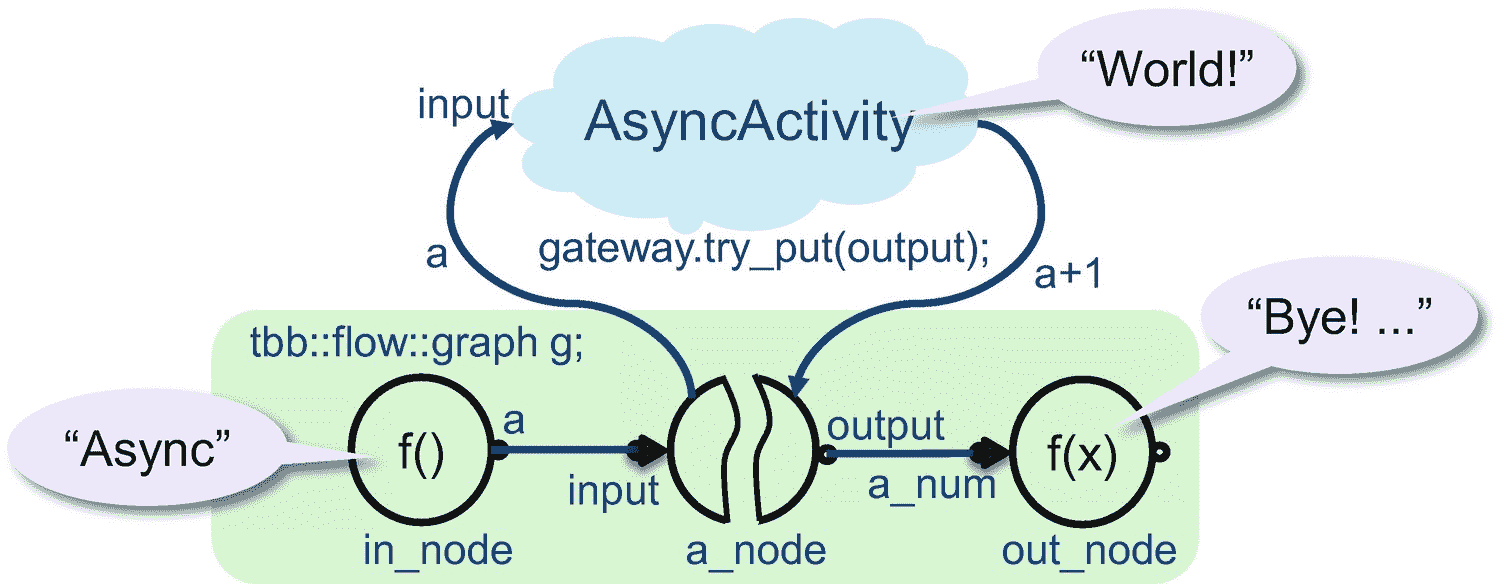 “World!”
input
AsyncActivity
a
gateway.try_put(output);
a+1
“Bye! ...”
tbb::flow::graph g;
“Async”
f()
a
input
output
a_num
f(x)
in_node
a_node
out_node